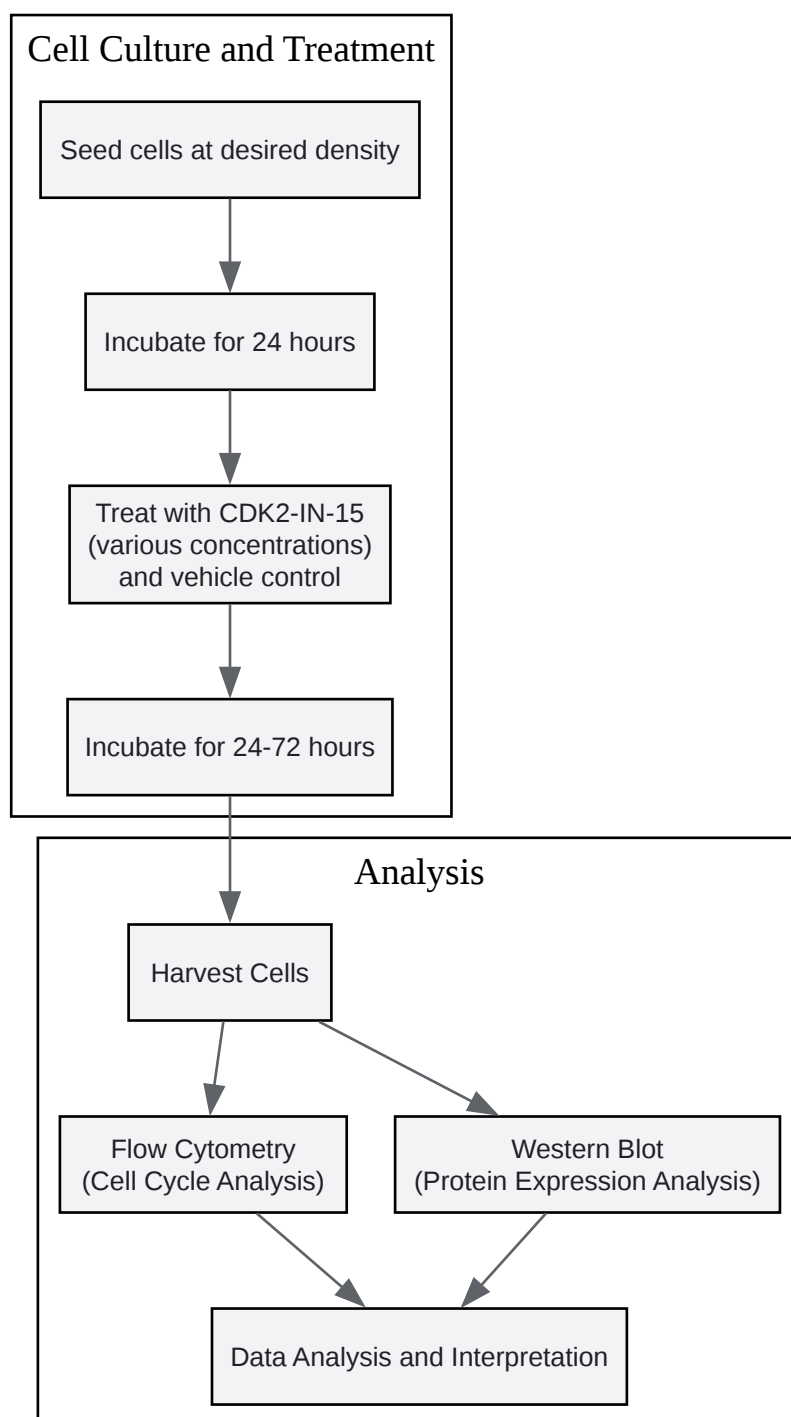 Cell Culture and Treatment
Seed cells at desired density
Incubate for 24 hours
Treat with CDK2-IN-15
(various concentrations)
and vehicle control
Incubate for 24-72 hours
Analysis
Harvest Cells
Flow Cytometry
(Cell Cycle Analysis)
Western Blot
(Protein Expression Analysis)
Data Analysis and Interpretation